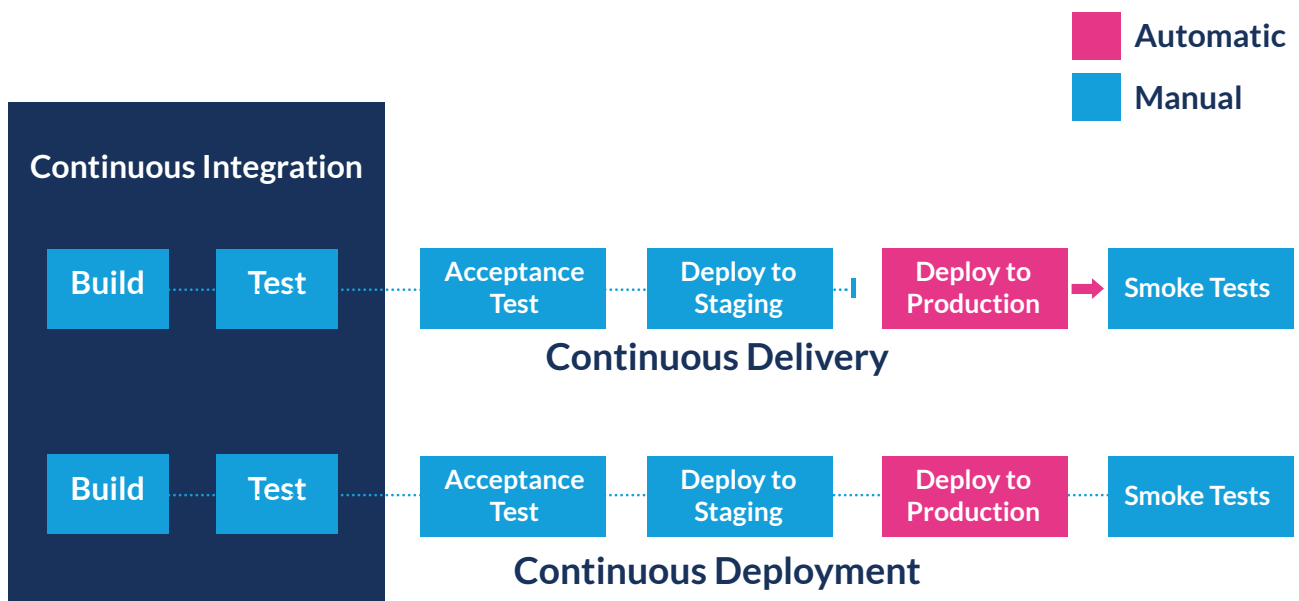 Automatic
Manual
Continuous Integration
Build
Test
Acceptance
Test
Deploy to
Staging
Deploy to
Production
Smoke Tests
Continuous Delivery
Build
Test
Acceptance
Test
Deploy to
Staging
Deploy to
Production
Smoke Tests
Continuous Deployment